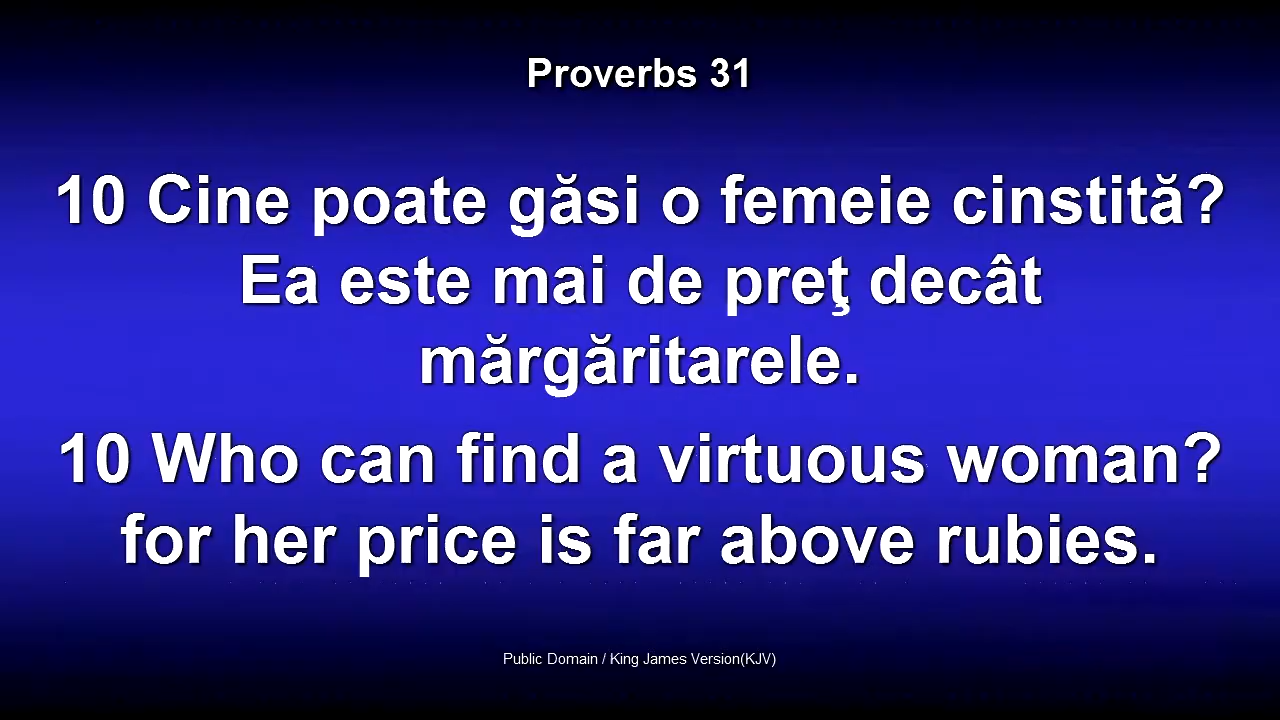 Proverbs 31
10 Cine poate găsi o femeie cinstită?
Ea este mai de preţ decât
mărgăritarele.
10 Who can find a virtuous woman?
for her price is far above rubies.
Public Domain / King James Version(KJV)